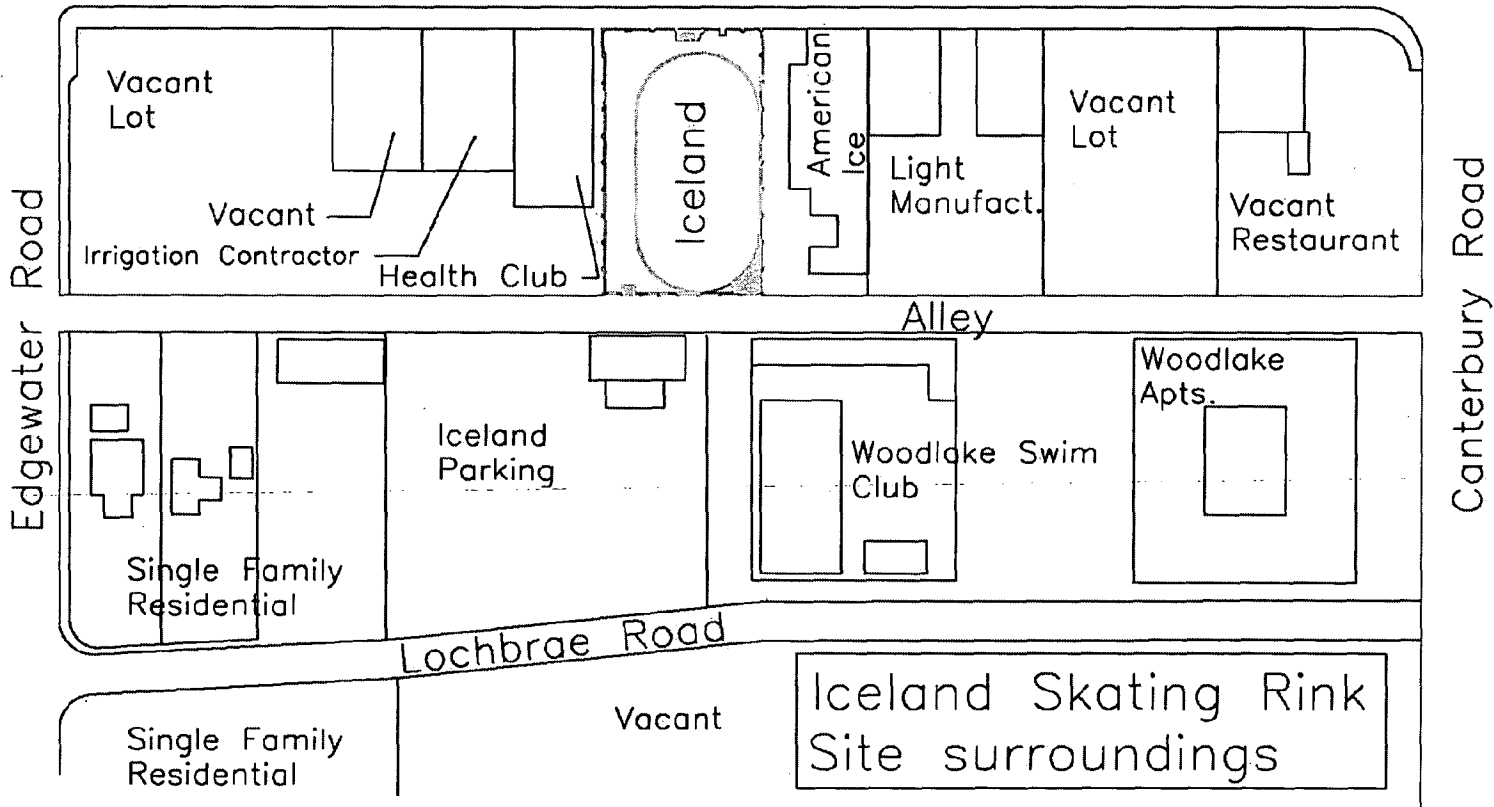 Vacant
Lot
Vacant
Irrigation Contractor
Health Club
Iceland
American
Ice
Light
Manufact.
Vacant
Lot
Vacant
Restaurant
Edgewater Road
Canterbury Road
Alley
Iceland
Parking
Woodlake Swim
Club
Woodlake
Apts.
Single Family
Residential
Lochbrae Road
Single Family
Residential
Vacant
Iceland Skating Rink
Site surroundings